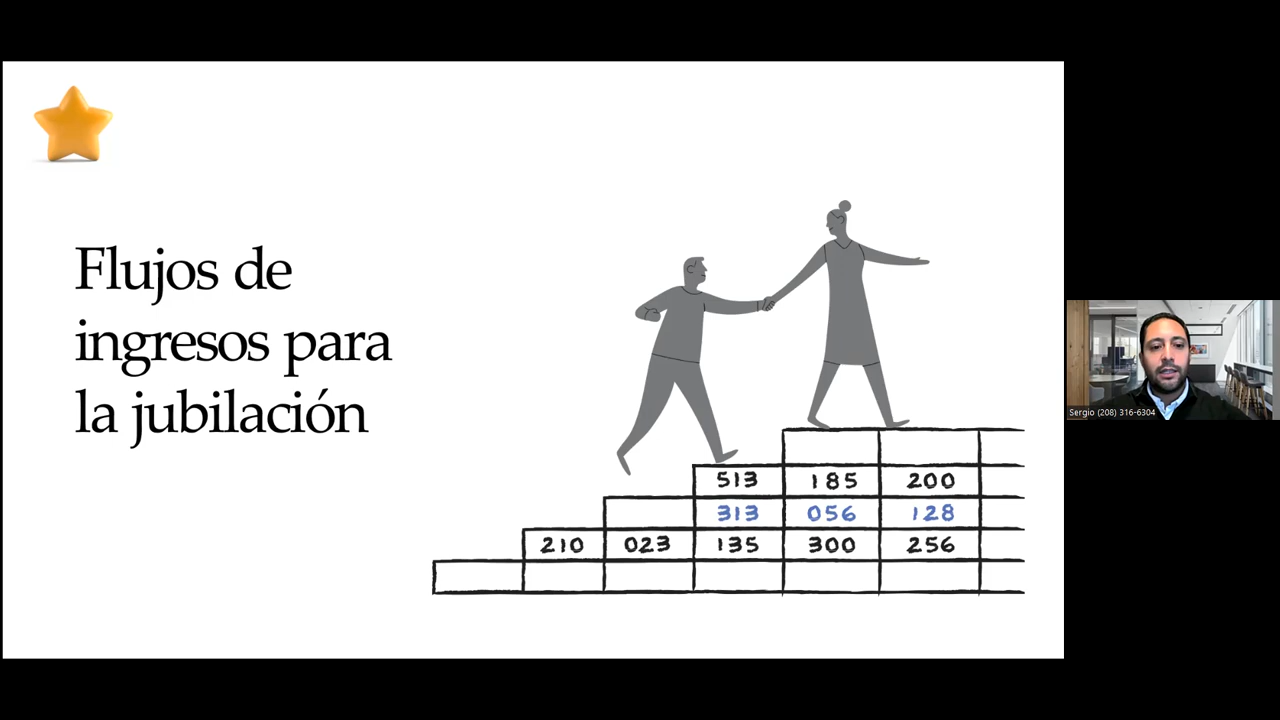 Flujos de
ingresos para
la jubilación
513 185 200
313 056 128
210 023 135 300 256
Sergio (208) 316-6304